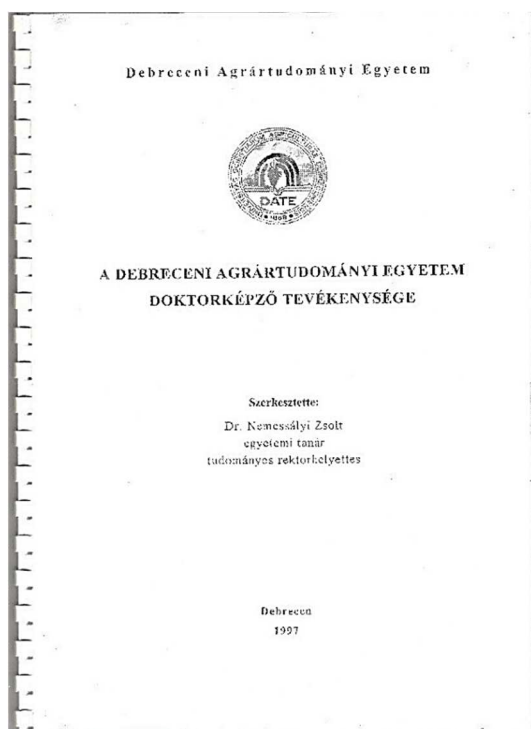 Debreceni Agrártudományi Egyetem
DATE
1868
A DEBRECENI AGRÁRTUDOMÁNYI EGYETEM
DOKTORKÉPZŐ TEVÉKENYSÉGE
Szerkesztette:
Dr. Nemessályi Zsolt
egyetemi tanár
tudományos rektorhelyettes
Debrecen
1997